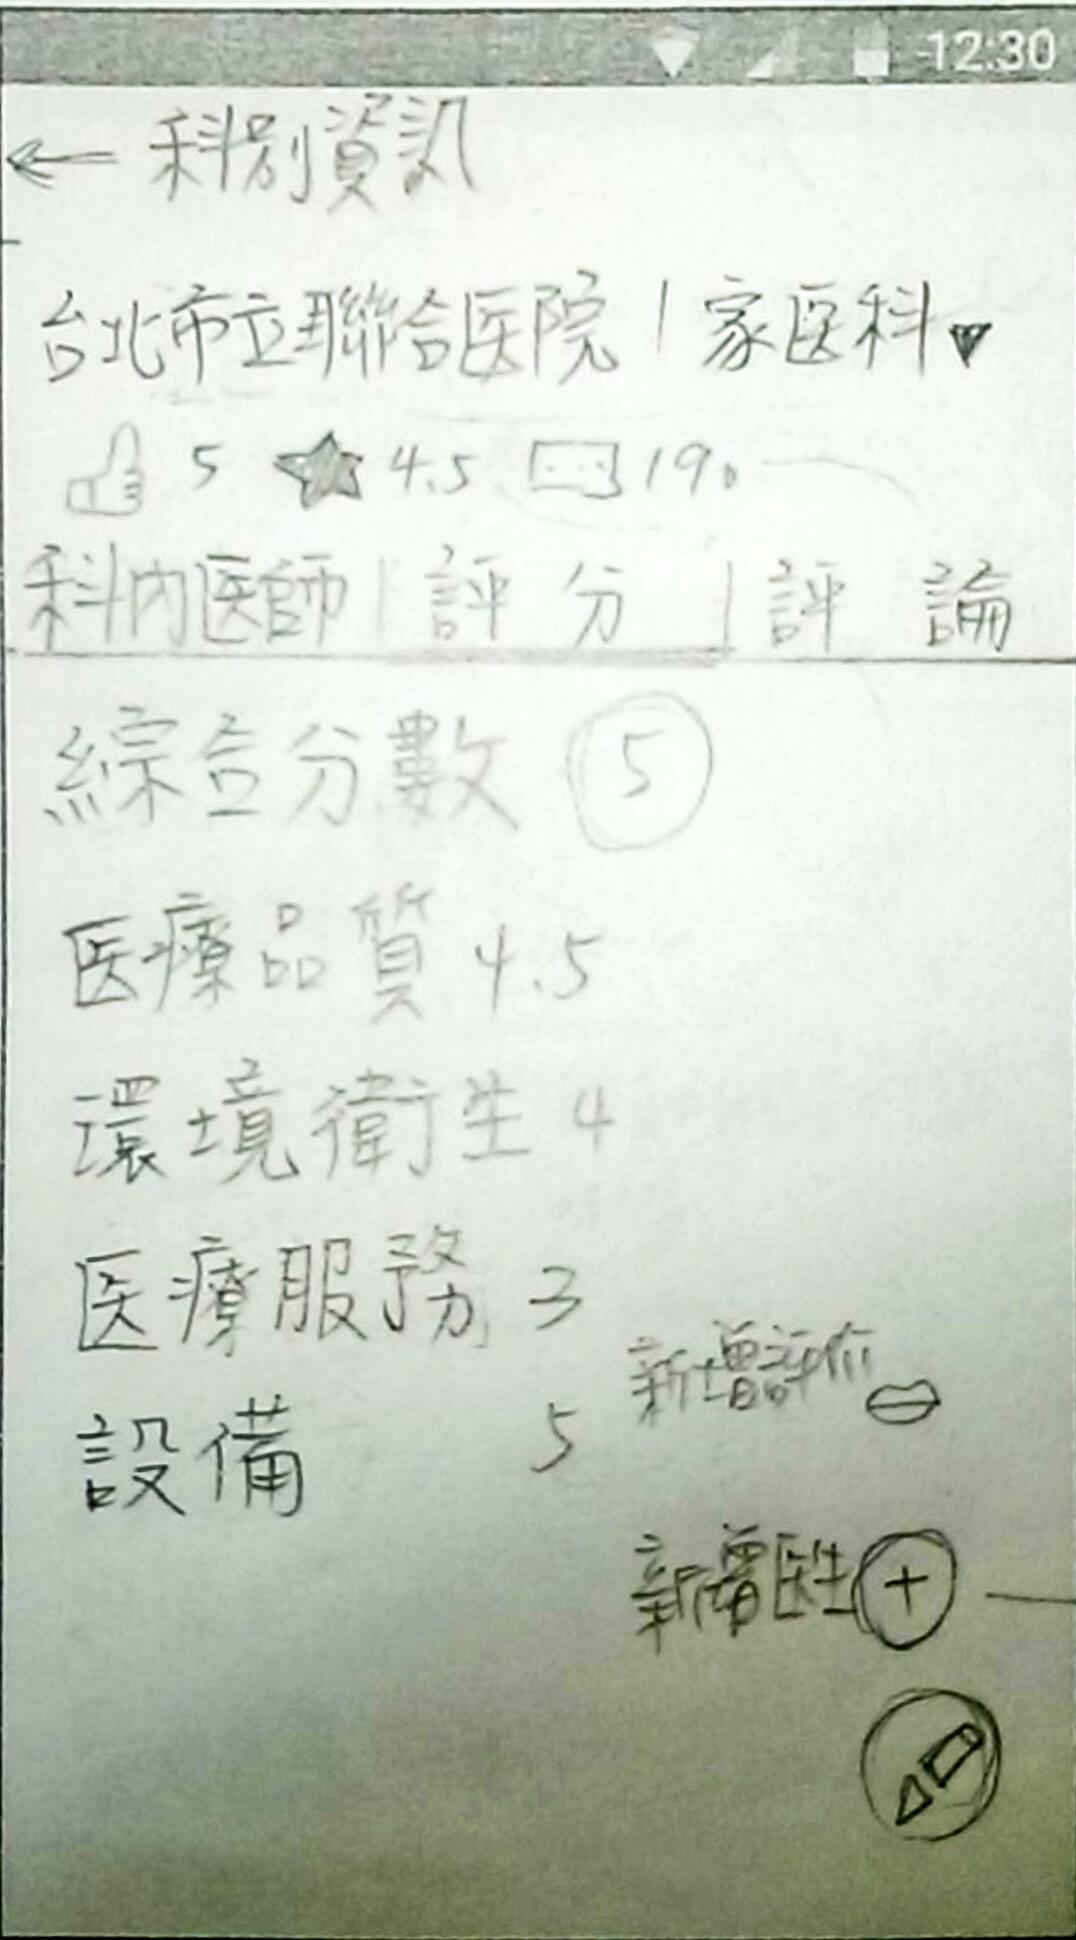 12:30
← 科別資訊
台北市立聯合医院 | 家医科
5 4.5 190
科內医師 | 評分 | 評論
綜合分數 5
医療品質 4.5
環境衛生 4
医療服務 3
設備 5
新增評價
新增医生 +